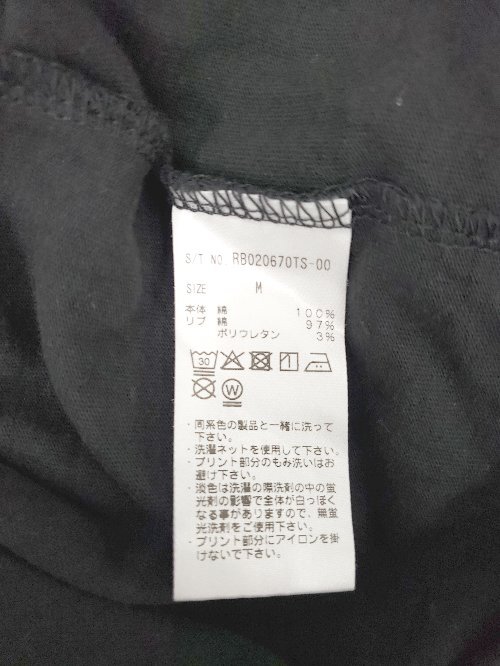 S/T NO RB020670TS-00
SIZE M
本体 綿 100%
リブ 綿 97%
ポリウレタン 3%
30
W
・同系色の製品と一緒に洗って
下さい。
・洗濯ネットを使用して下さい。
・プリント部分のもみ洗いはお
避け下さい。
・淡色は洗濯の際洗剤の中の蛍
光剤の影響で全体が白っぽく
なる事がありますので、無蛍
光洗剤をご使用下さい。
・プリント部分にアイロンを掛
けないで下さい。